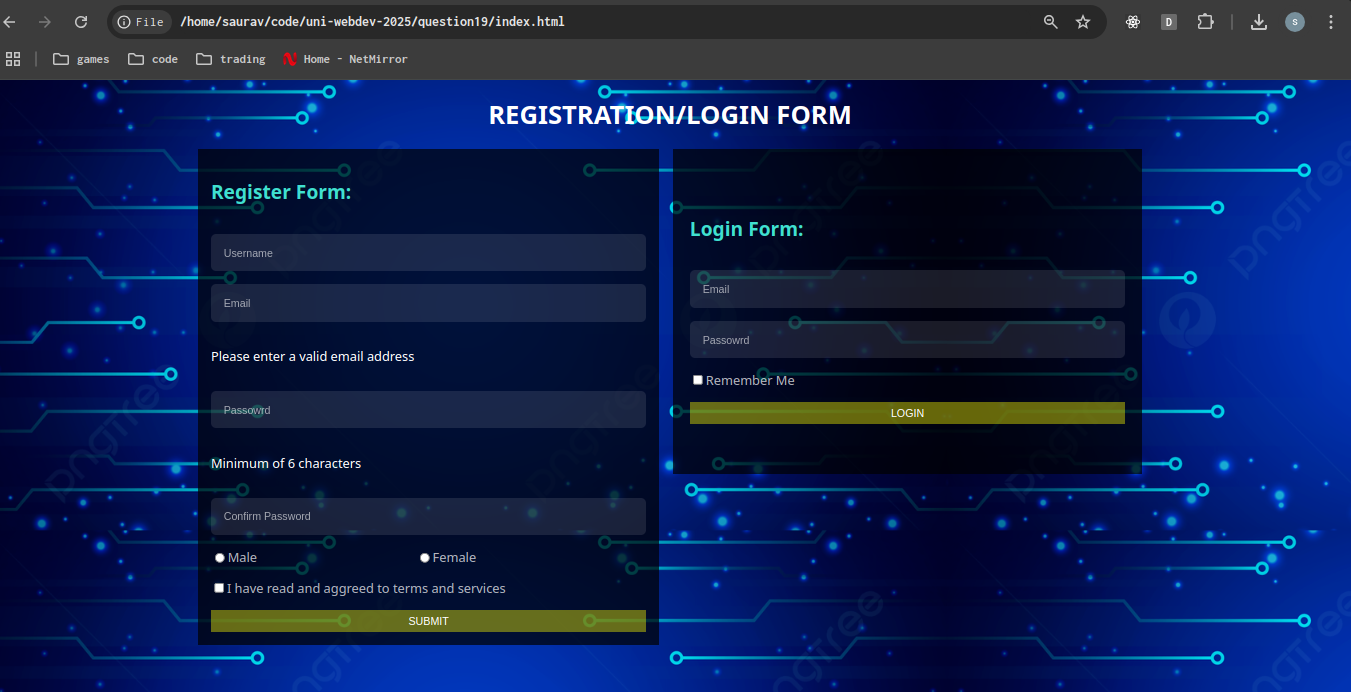 File /home/saurav/code/uni-webdev-2025/question19/index.html
D
s
games code trading Home - NetMirror
REGISTRATION/LOGIN FORM
Register Form:
Username
Email
Please enter a valid email address
Passowrd
Minimum of 6 characters
Confirm Password
Male Female
I have read and aggreed to terms and services
SUBMIT
Login Form:
Email
Passowrd
Remember Me
LOGIN
pngtree
pngtree
pngtree